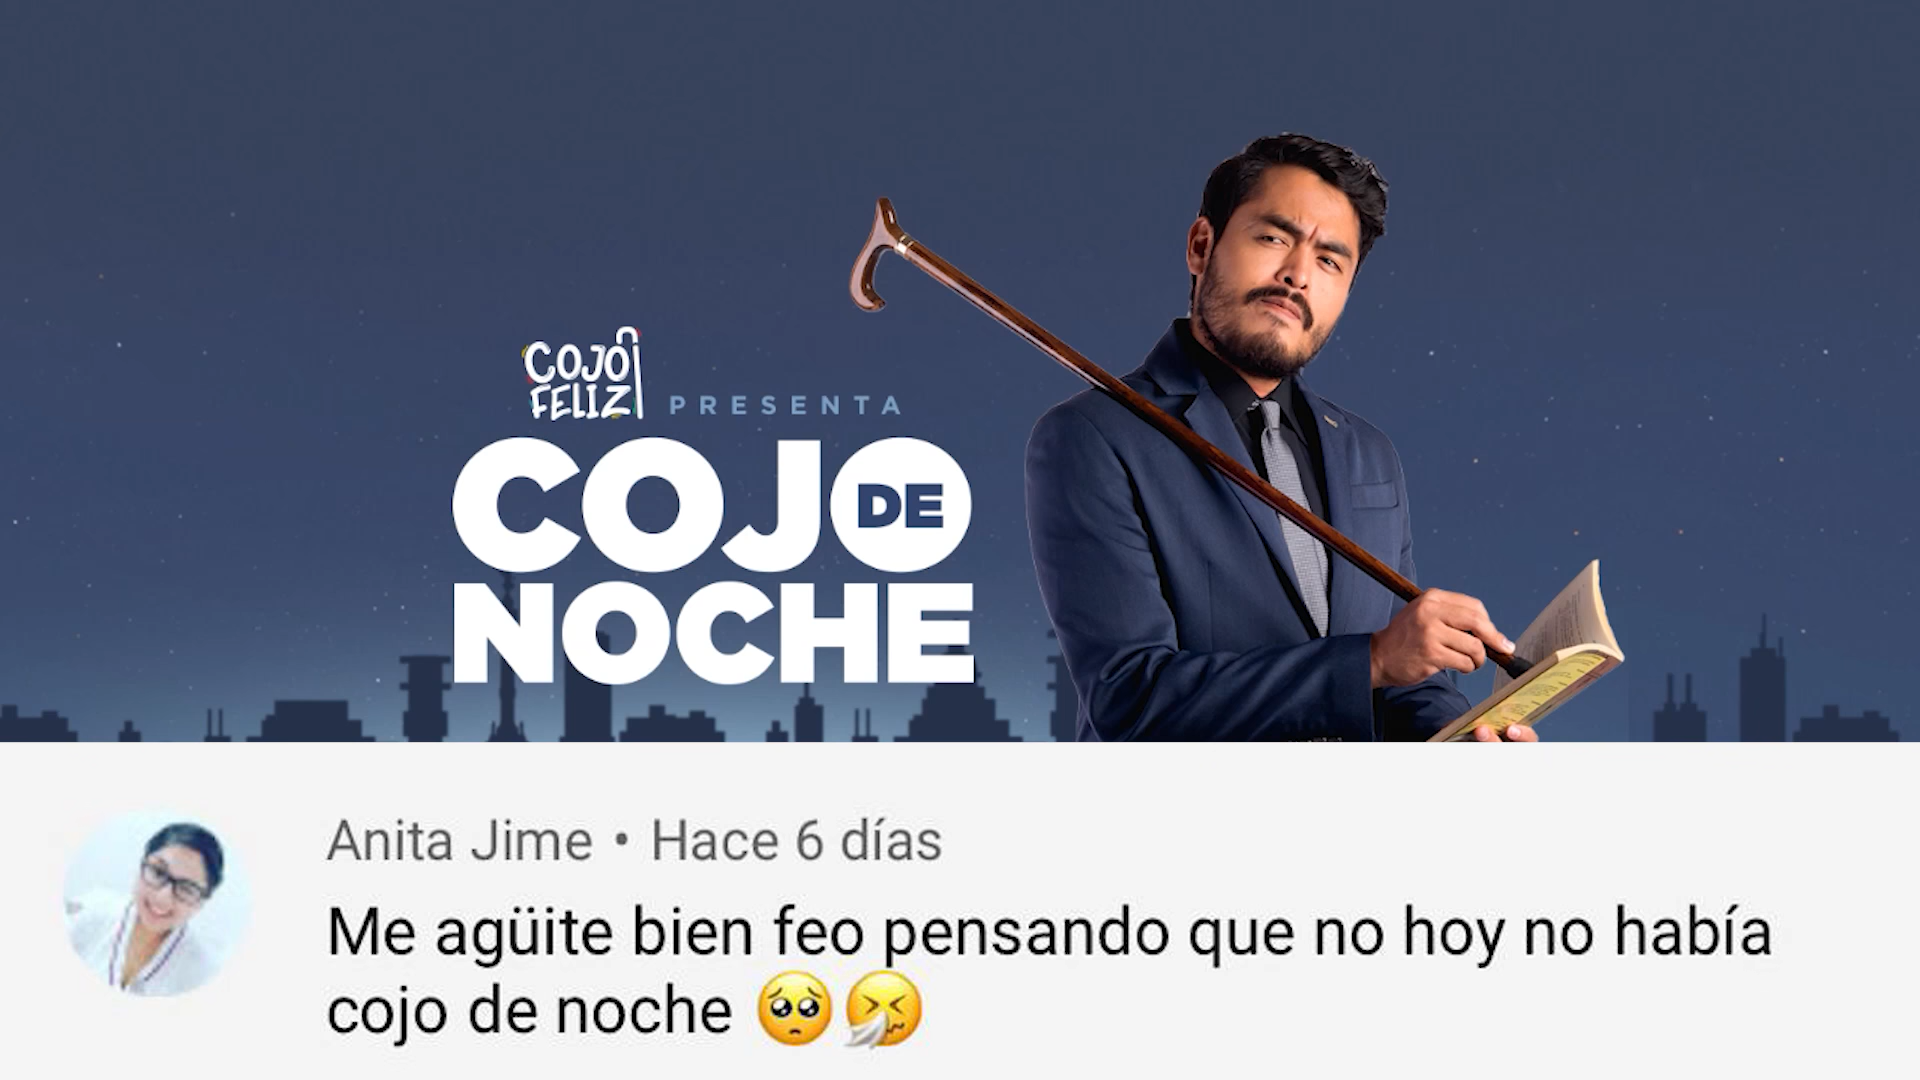 COJO
FELIZ
PRESENTA
COJO DE
NOCHE
Anita Jime • Hace 6 días
Me agüite bien feo pensando que no hoy no había
cojo de noche 🥺🤧